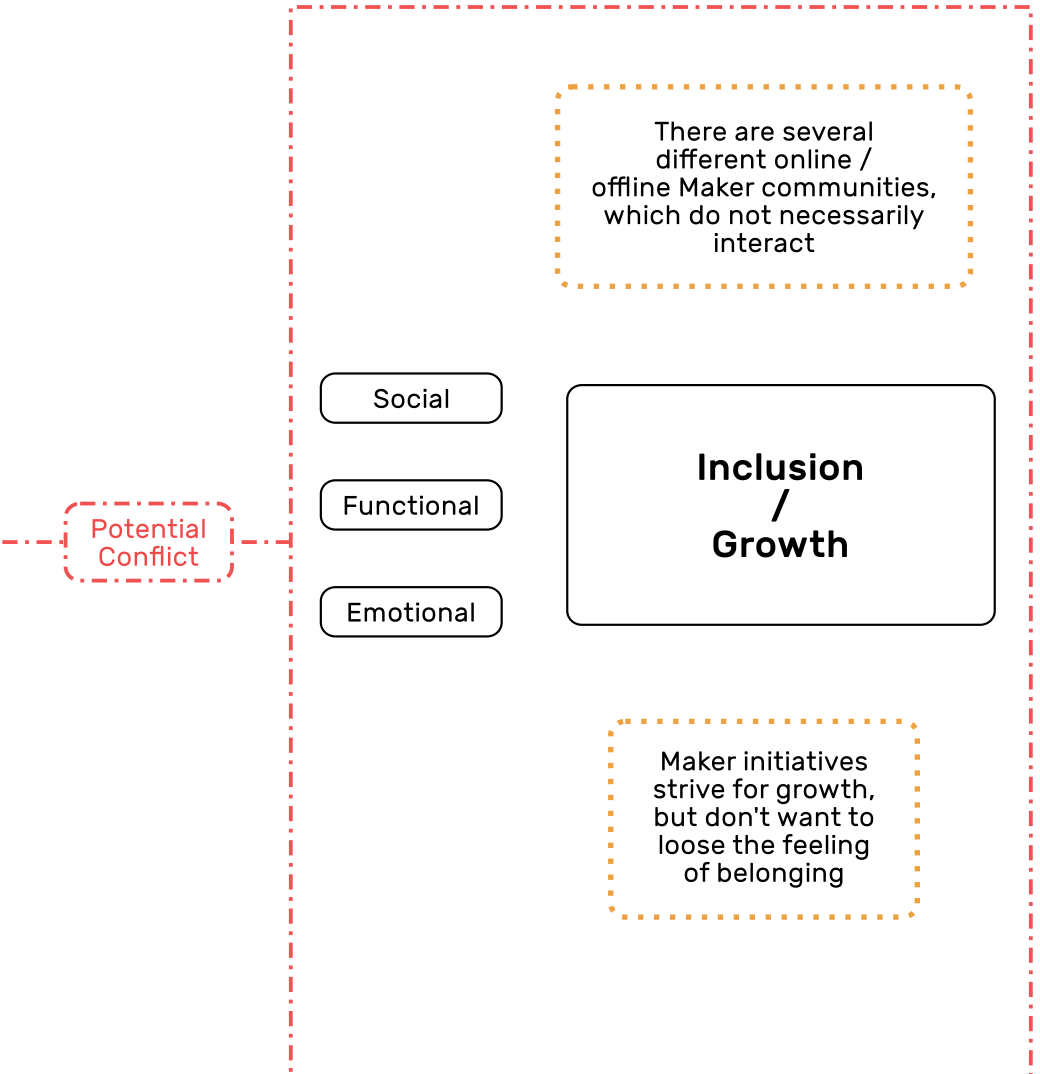 There are several
different online /
offline Maker communities,
which do not necessarily
interact
Social
Functional
Emotional
Inclusion
/
Growth
Potential
Conflict
Maker initiatives
strive for growth,
but don't want to
loose the feeling
of belonging